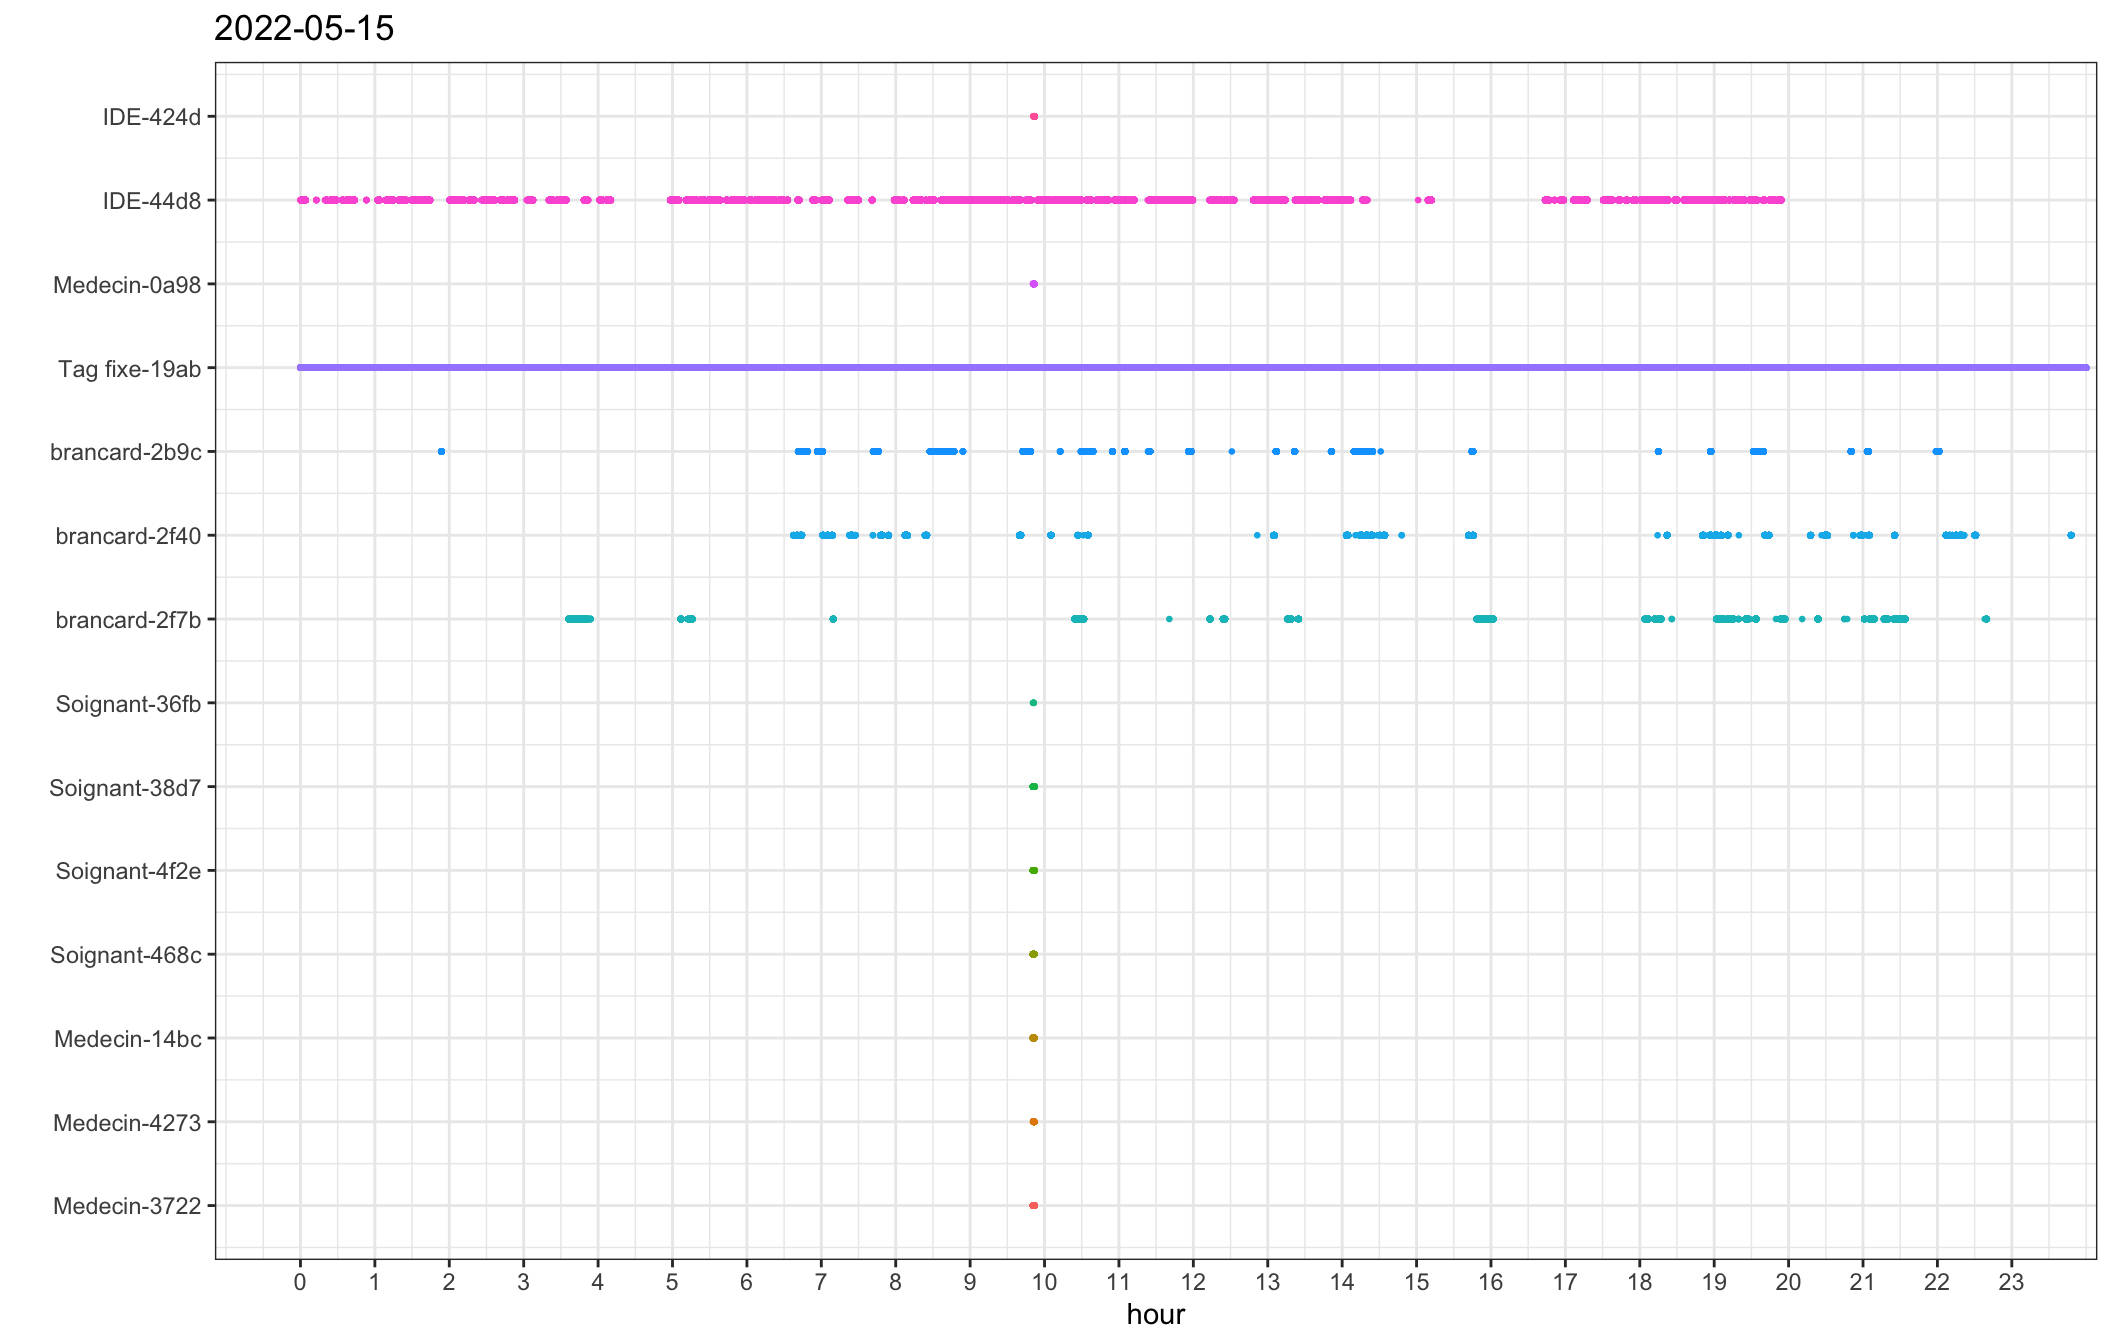 2022-05-15
IDE-424d
IDE-44d8
Medecin-0a98
Tag fixe-19ab
brancard-2b9c
brancard-2f40
brancard-2f7b
Soignant-36fb
Soignant-38d7
Soignant-4f2e
Soignant-468c
Medecin-14bc
Medecin-4273
Medecin-3722
0 1 2 3 4 5 6 7 8 9 10 11 12 13 14 15 16 17 18 19 20 21 22 23
hour